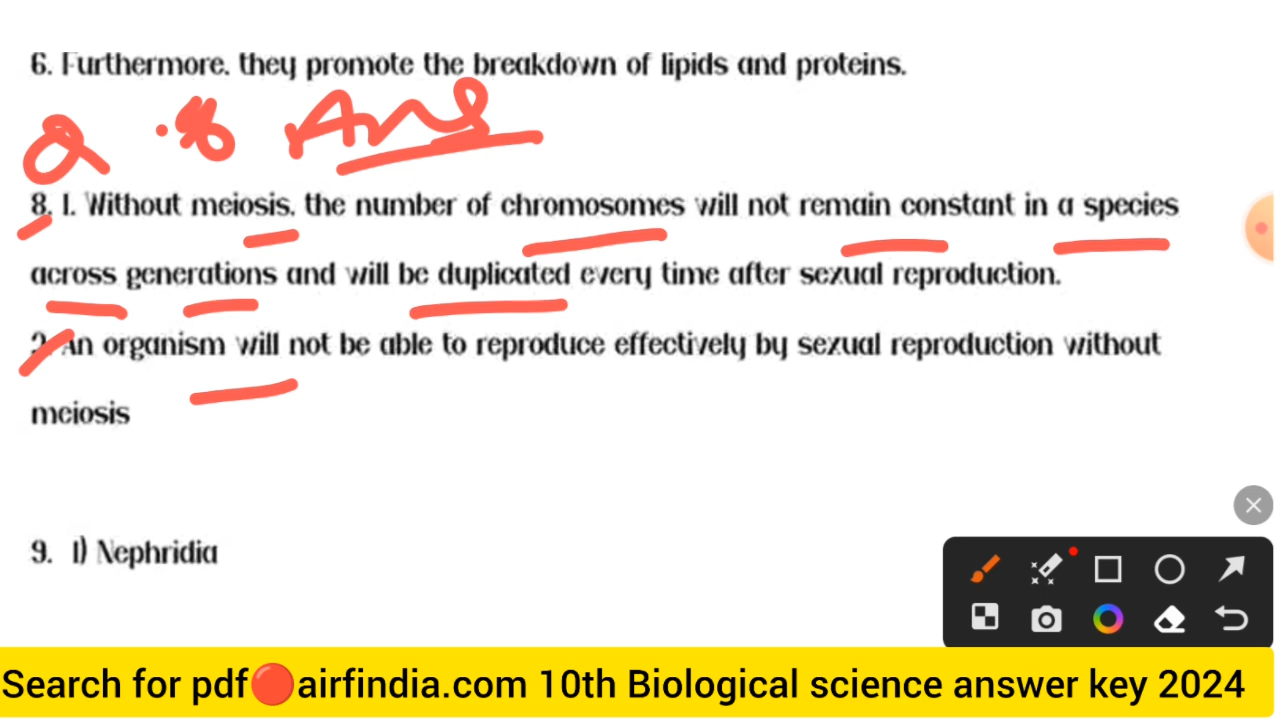 6. Furthermore, they promote the breakdown of lipids and proteins.
Q .8 Ans
8. 1. Without meiosis, the number of chromosomes will not remain constant in a species
across generations and will be duplicated every time after sexual reproduction.
2. An organism will not be able to reproduce effectively by sexual reproduction without
meiosis
9. 1) Nephridia
Search for pdf🔴airfindia.com 10th Biological science answer key 2024